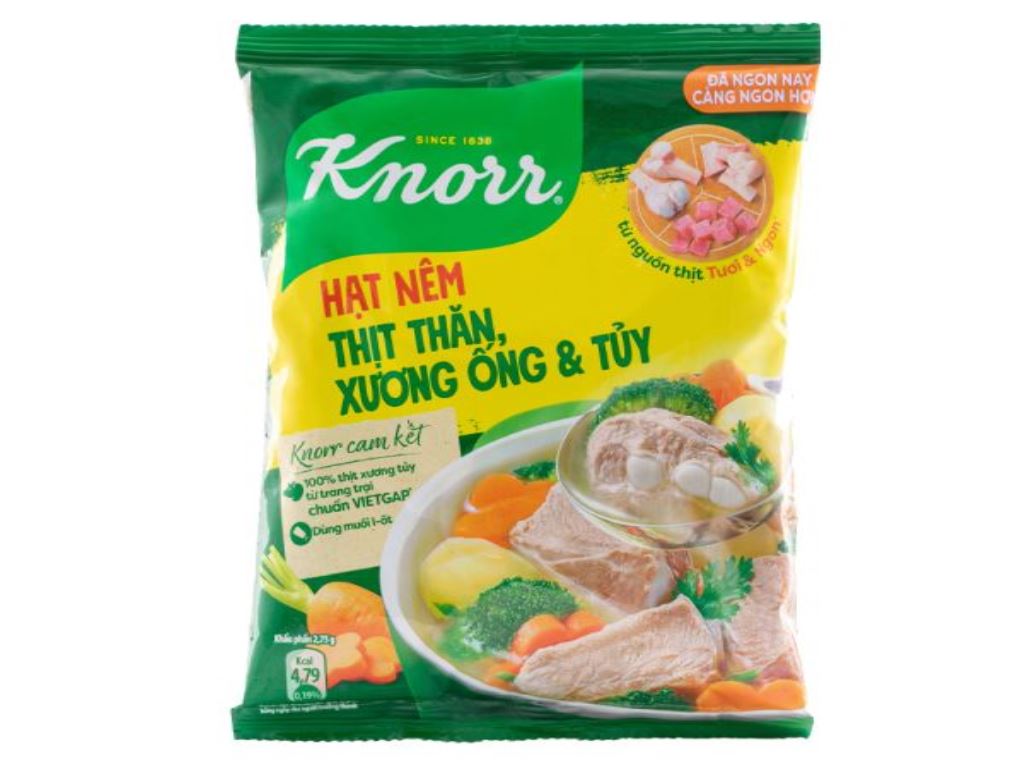 ĐÃ NGON NAY
CÀNG NGON HƠN
SINCE 1838
Knorr
từ nguồn thịt Tươi & Ngon
HẠT NÊM
THỊT THĂN,
XƯƠNG ỐNG & TỦY
Knorr cam kết
100% thịt xương tủy
từ trang trại
chuẩn VIETGAP
Dùng muối I-ốt
Khẩu phần 2,75 g
Kcal
4,79
0,19%